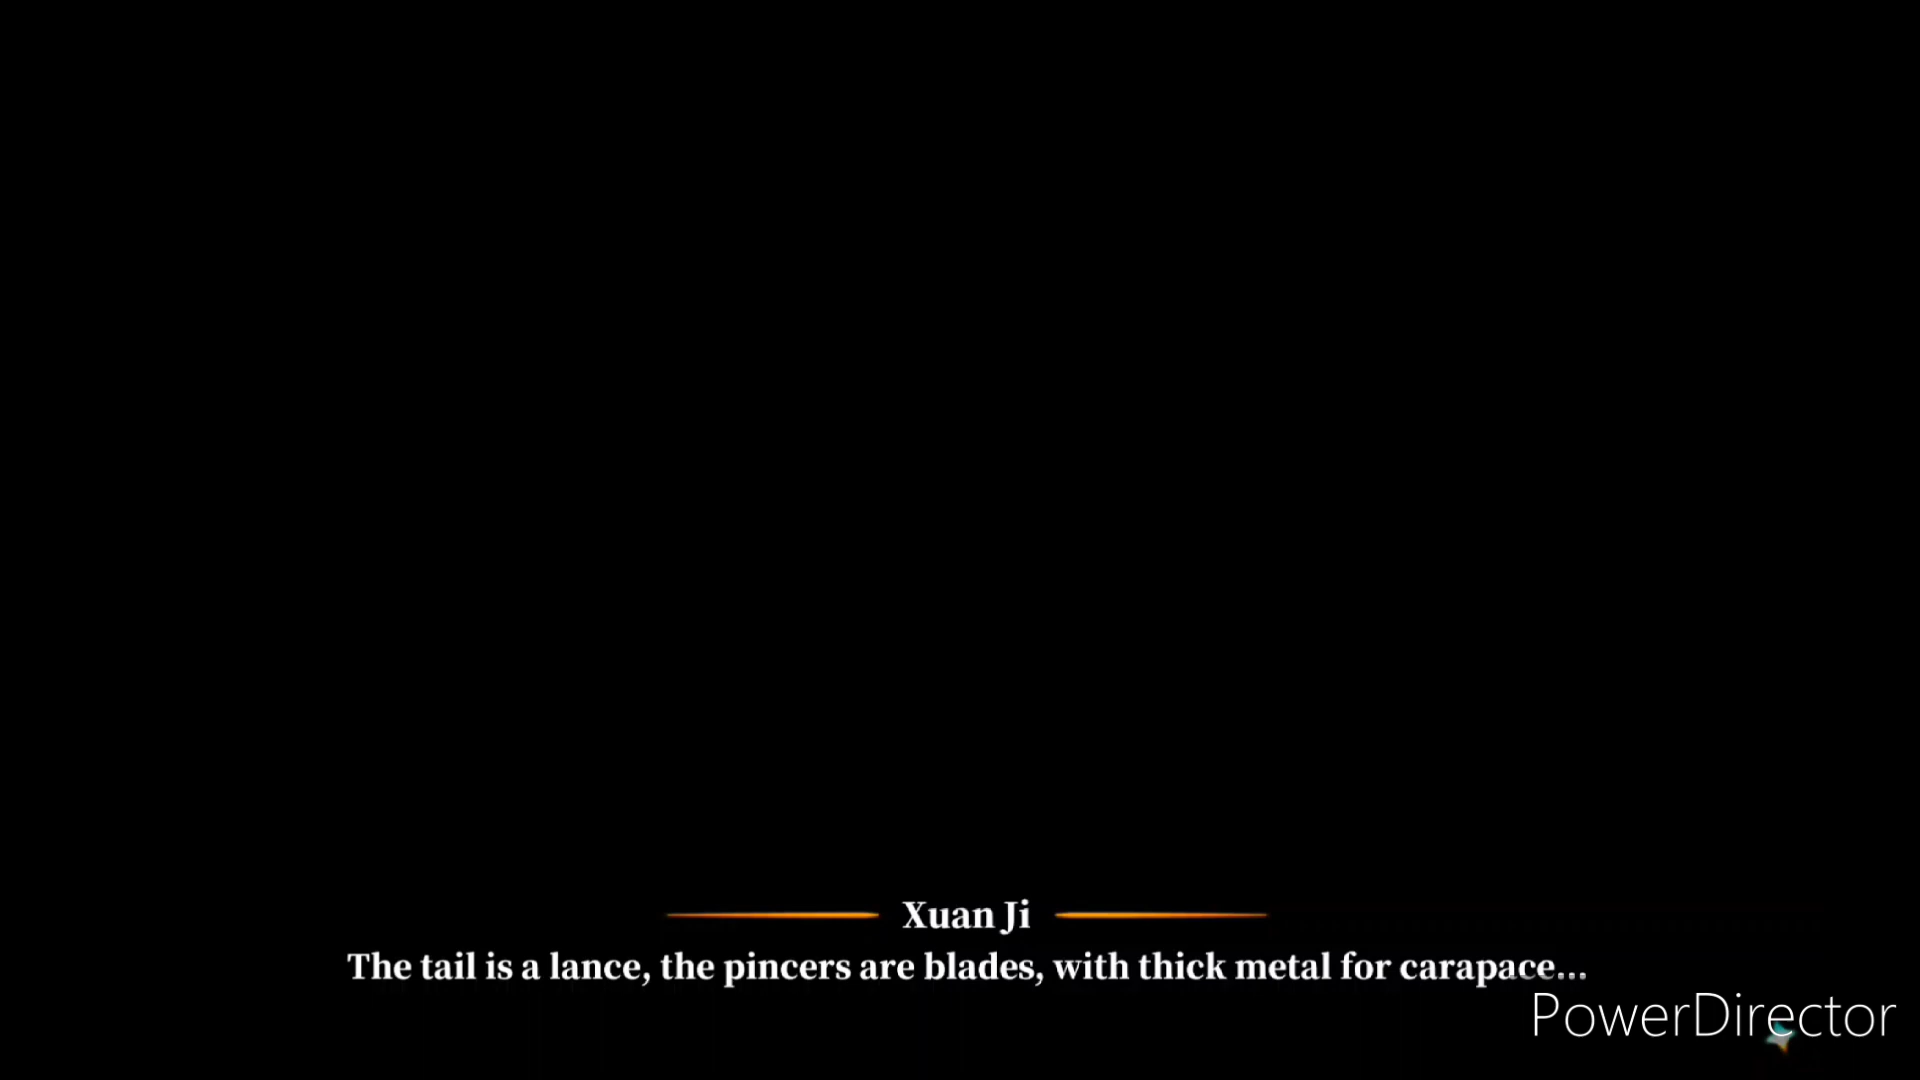 Xuan Ji
The tail is a lance, the pincers are blades, with thick metal for carapace...
PowerDirector